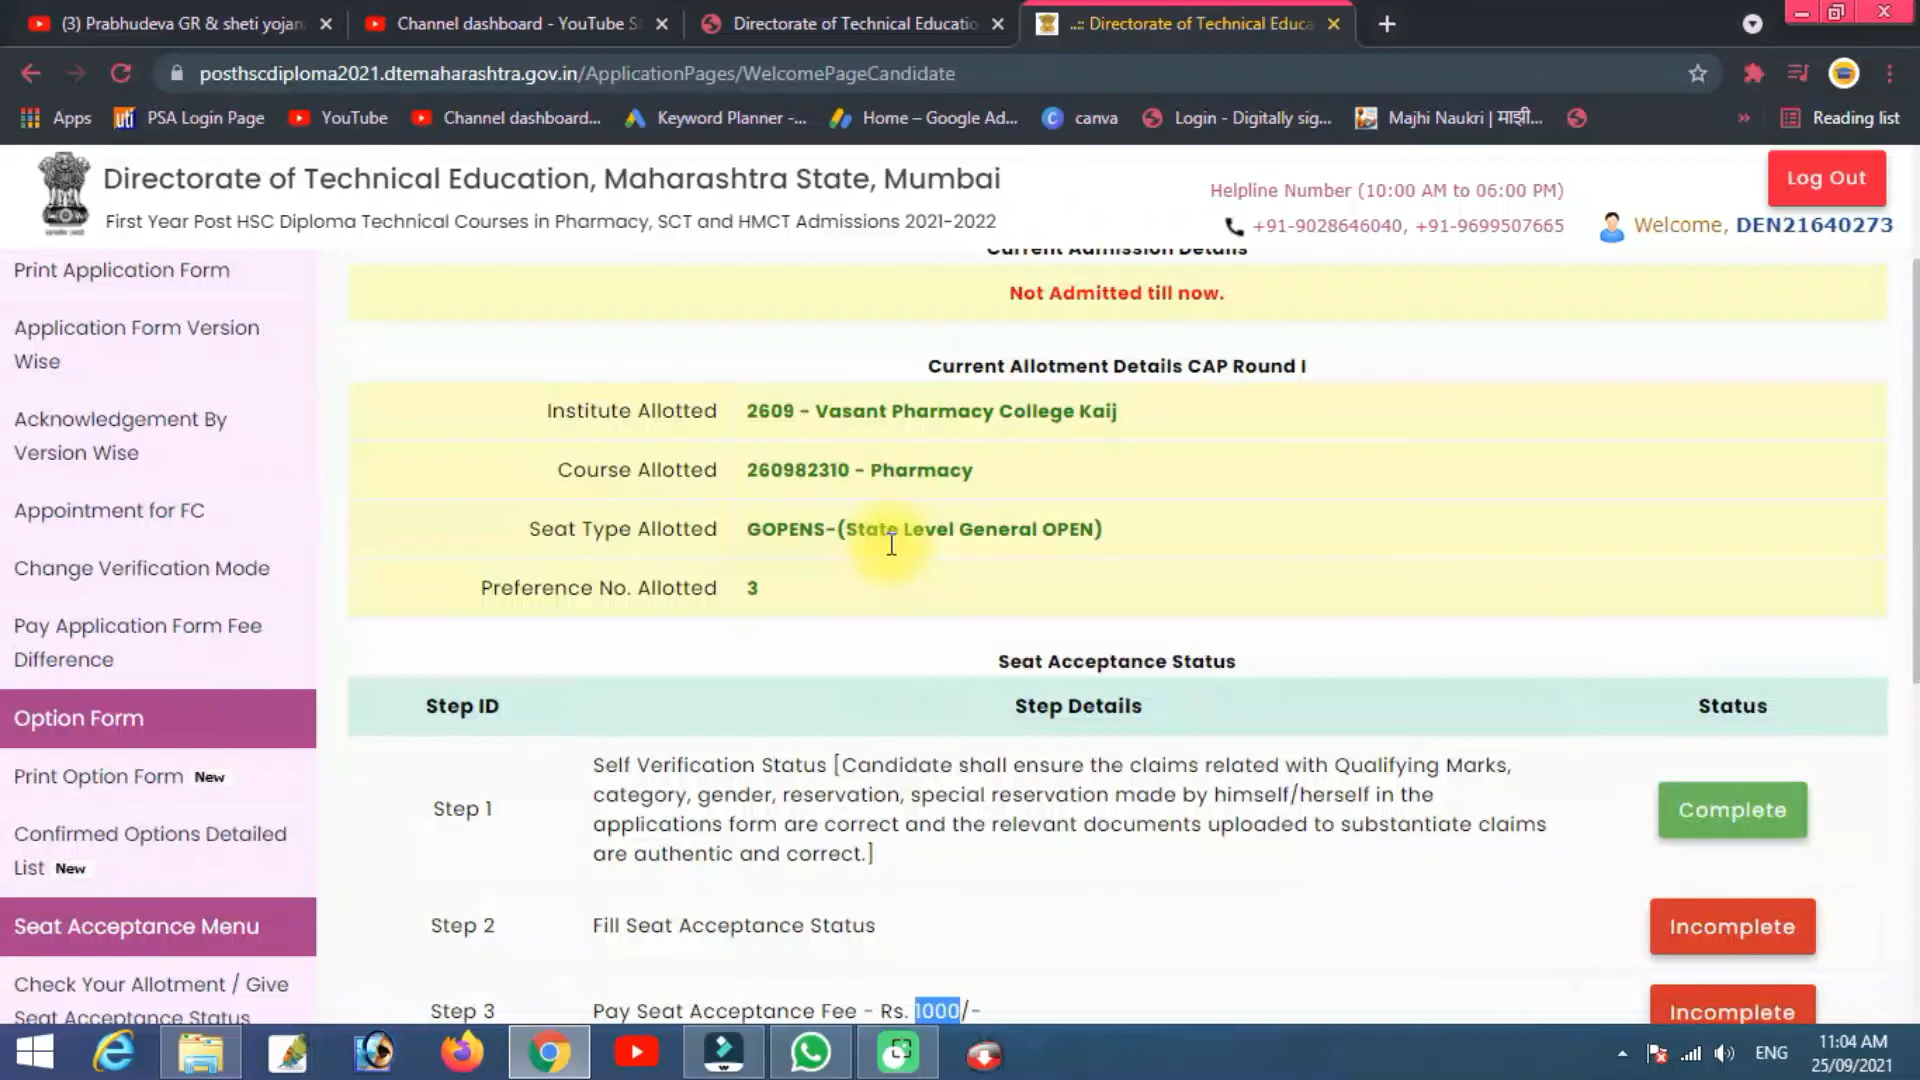 (3) Prabhudeva GR & sheti yojan
Channel dashboard - YouTube S
Directorate of Technical Educatio
..:: Directorate of Technical Educa
posthscdiploma2021.dtemaharashtra.gov.in/ApplicationPages/WelcomePageCandidate
Apps
uti
PSA Login Page
YouTube
Channel dashboard...
Keyword Planner -...
Home – Google Ad...
canva
Login - Digitally sig...
Majhi Naukri | माझी...
»
Reading list
Directorate of Technical Education, Maharashtra State, Mumbai
First Year Post HSC Diploma Technical Courses in Pharmacy, SCT and HMCT Admissions 2021-2022
Helpline Number (10:00 AM to 06:00 PM)
+91-9028646040, +91-9699507665
Log Out
Welcome, DEN21640273
Print Application Form
Application Form Version
Wise
Acknowledgement By
Version Wise
Appointment for FC
Change Verification Mode
Pay Application Form Fee
Difference
Option Form
Print Option Form New
Confirmed Options Detailed
List New
Seat Acceptance Menu
Check Your Allotment / Give
Seat Acceptance Status
Current Admission Details
Not Admitted till now.
Current Allotment Details CAP Round I
Institute Allotted 2609 - Vasant Pharmacy College Kaij
Course Allotted 260982310 - Pharmacy
Seat Type Allotted GOPENS-(State Level General OPEN)
Preference No. Allotted 3
Seat Acceptance Status
Step ID Step Details Status
Step 1
Self Verification Status [Candidate shall ensure the claims related with Qualifying Marks,
category, gender, reservation, special reservation made by himself/herself in the
applications form are correct and the relevant documents uploaded to substantiate claims
are authentic and correct.]
Complete
Step 2 Fill Seat Acceptance Status Incomplete
Step 3 Pay Seat Acceptance Fee - Rs. 1000/- Incomplete
ENG
11:04 AM
25/09/2021